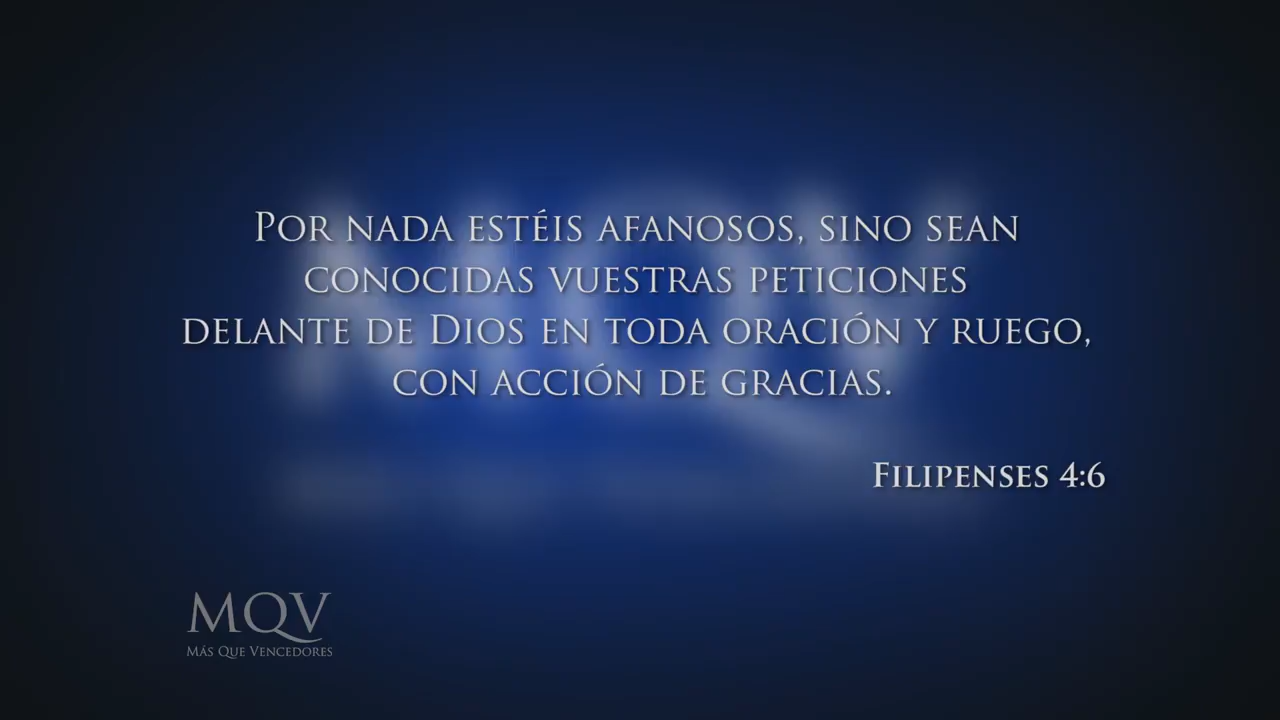 Por nada estéis afanosos, sino sean
conocidas vuestras peticiones
delante de Dios en toda oración y ruego,
con acción de gracias.
Filipenses 4:6
MQV
Más Que Vencedores